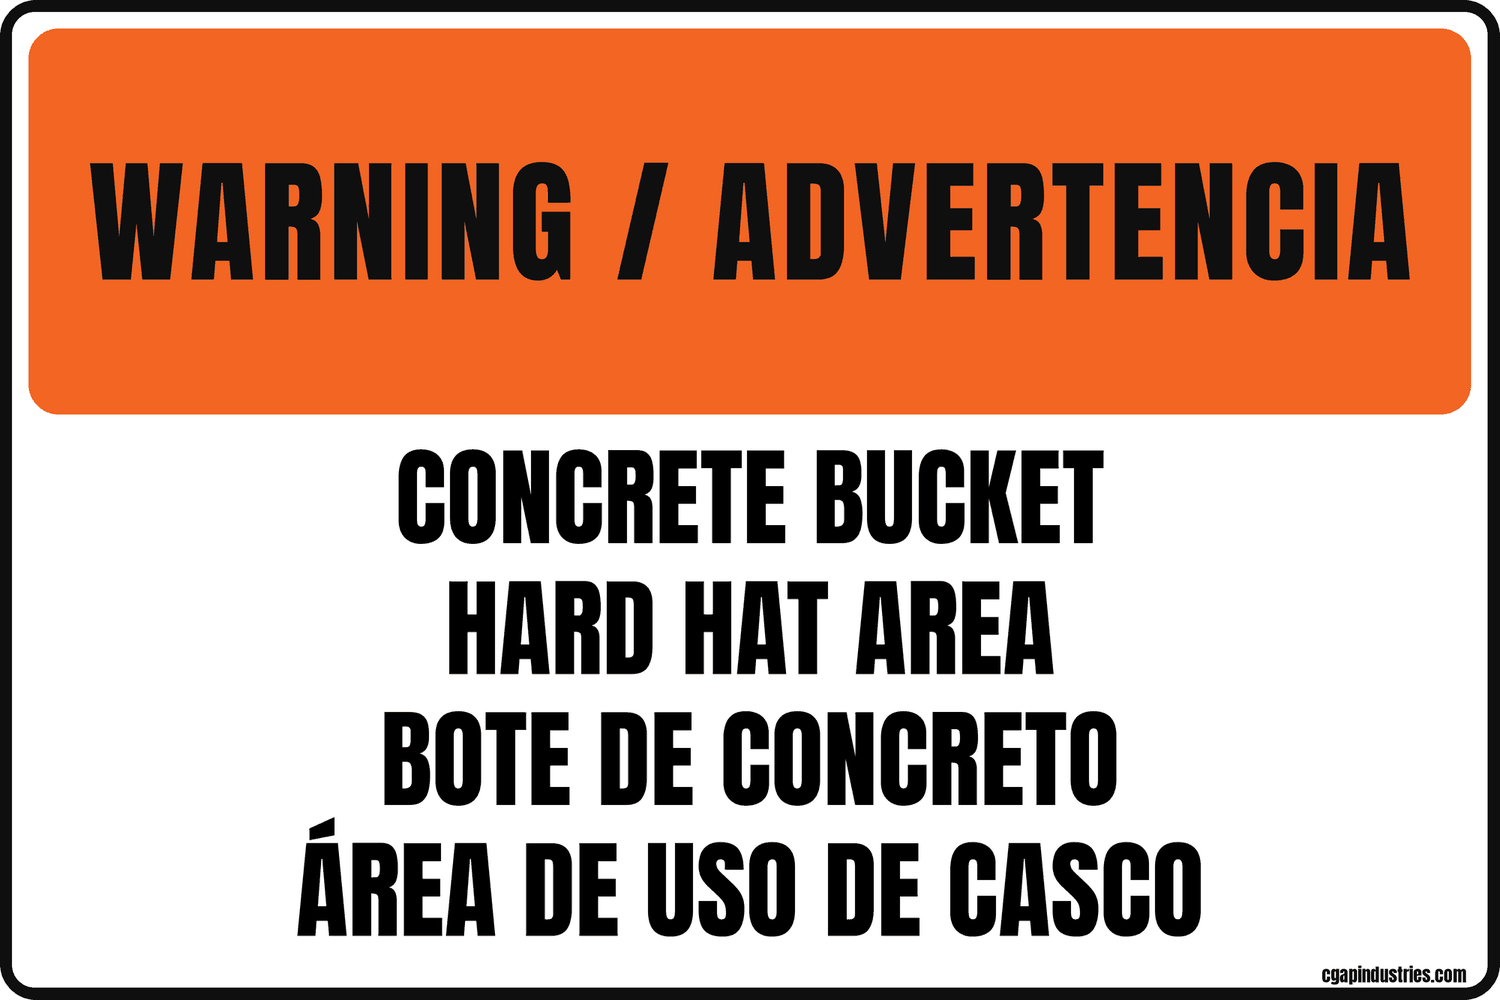 WARNING / ADVERTENCIA
CONCRETE BUCKET
HARD HAT AREA
BOTE DE CONCRETO
ÁREA DE USO DE CASCO
cgapindustries.com